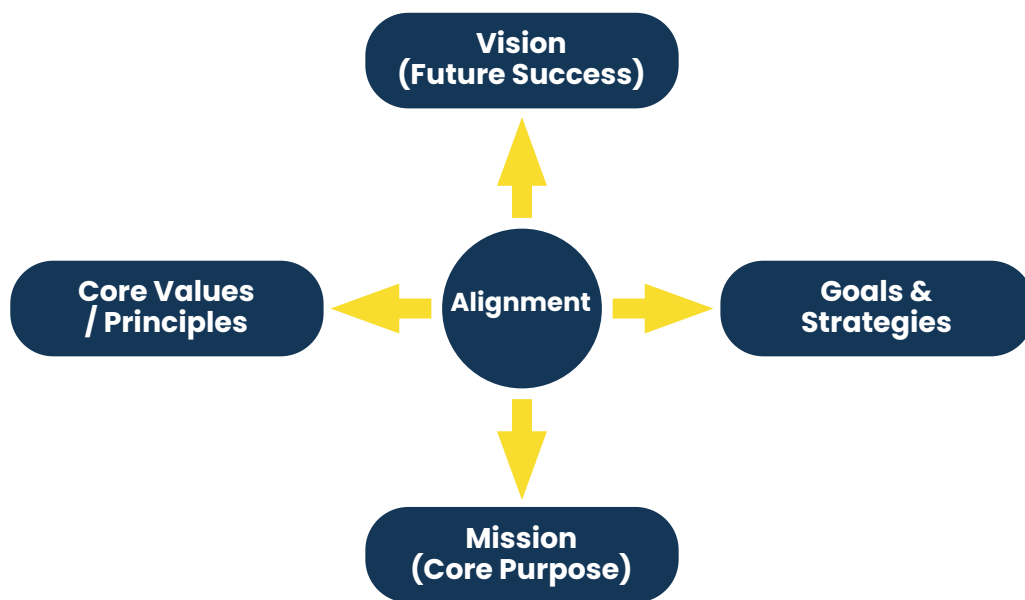 Vision
(Future Success)
Core Values
/ Principles
Alignment
Goals &
Strategies
Mission
(Core Purpose)